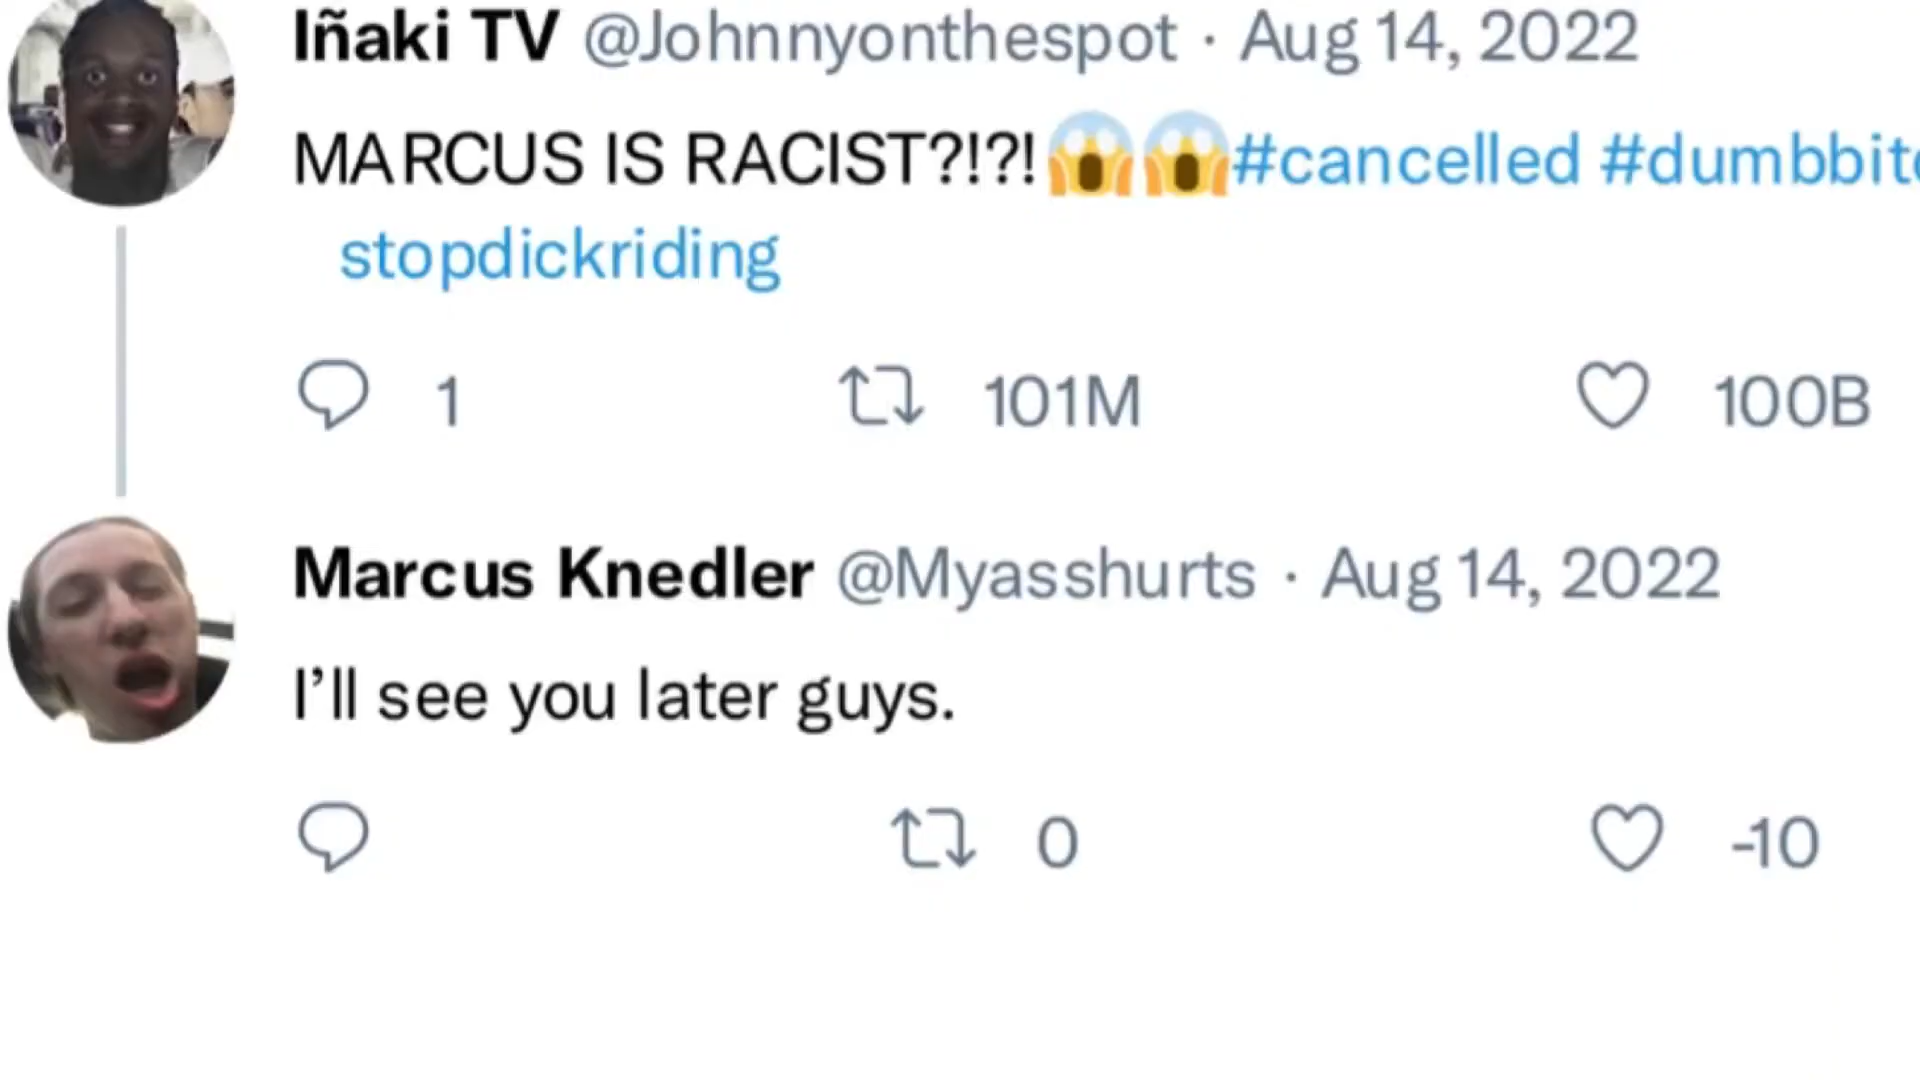 Iñaki TV @Johnnyonthespot · Aug 14, 2022
MARCUS IS RACIST?!?!😱😱#cancelled #dumbbitc
stopdickriding
1 101M 100B
Marcus Knedler @Myasshurts · Aug 14, 2022
I’ll see you later guys.
0 -10